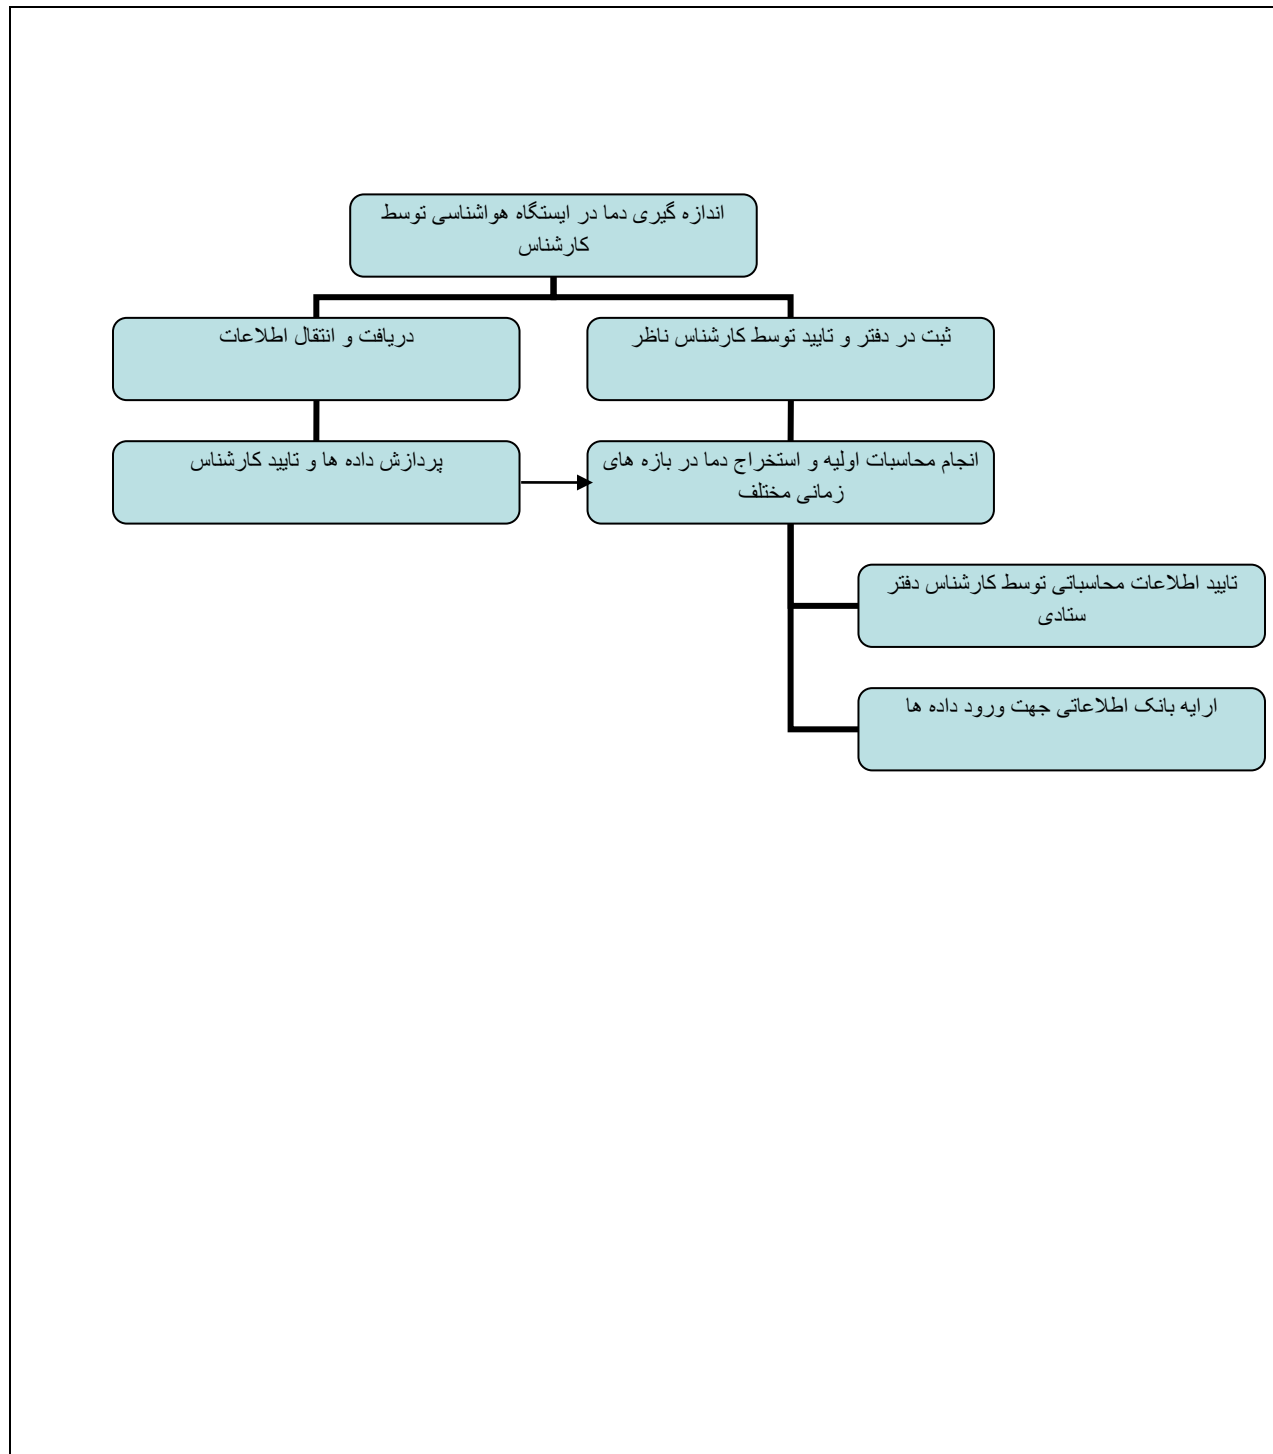 اندازه گیری دما در ایستگاه هواشناسی توسط
کارشناس
ثبت در دفتر و تایید توسط کارشناس ناظر
دریافت و انتقال اطلاعات
انجام محاسبات اولیه و استخراج دما در بازه های
زمانی مختلف
پردازش داده ها و تایید کارشناس
تایید اطلاعات محاسباتی توسط کارشناس دفتر
ستادی
ارایه بانک اطلاعاتی جهت ورود داده ها